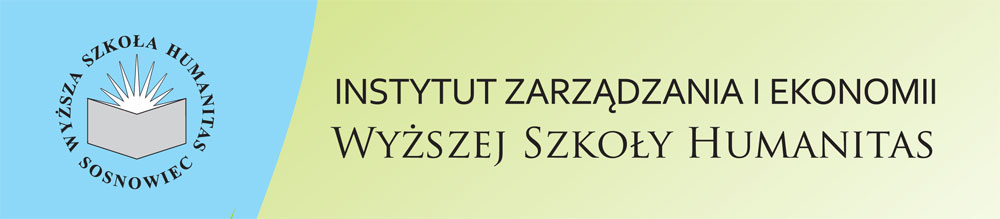 WYŻSZA SZKOŁA HUMANITAS
SOSNOWIEC
INSTYTUT ZARZĄDZANIA I EKONOMII
WYŻSZEJ SZKOŁY HUMANITAS